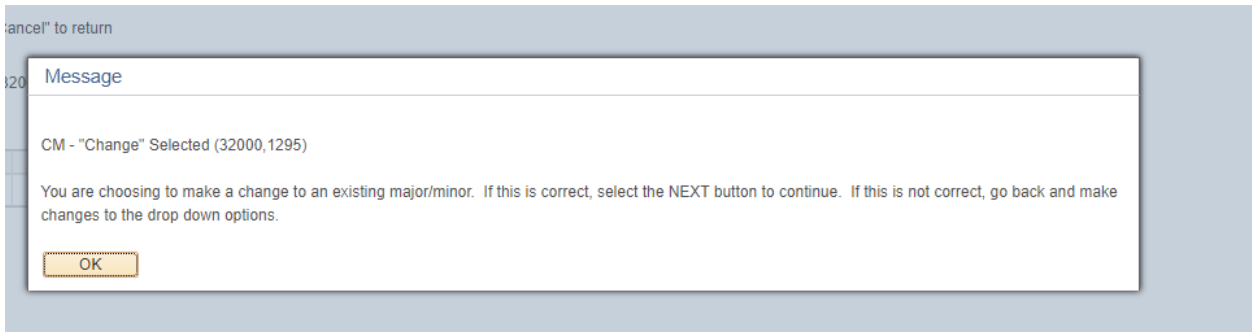 Cancel" to return
320
Message
CM - "Change" Selected (32000,1295)
You are choosing to make a change to an existing major/minor.  If this is correct, select the NEXT button to continue.  If this is not correct, go back and make
changes to the drop down options.
OK